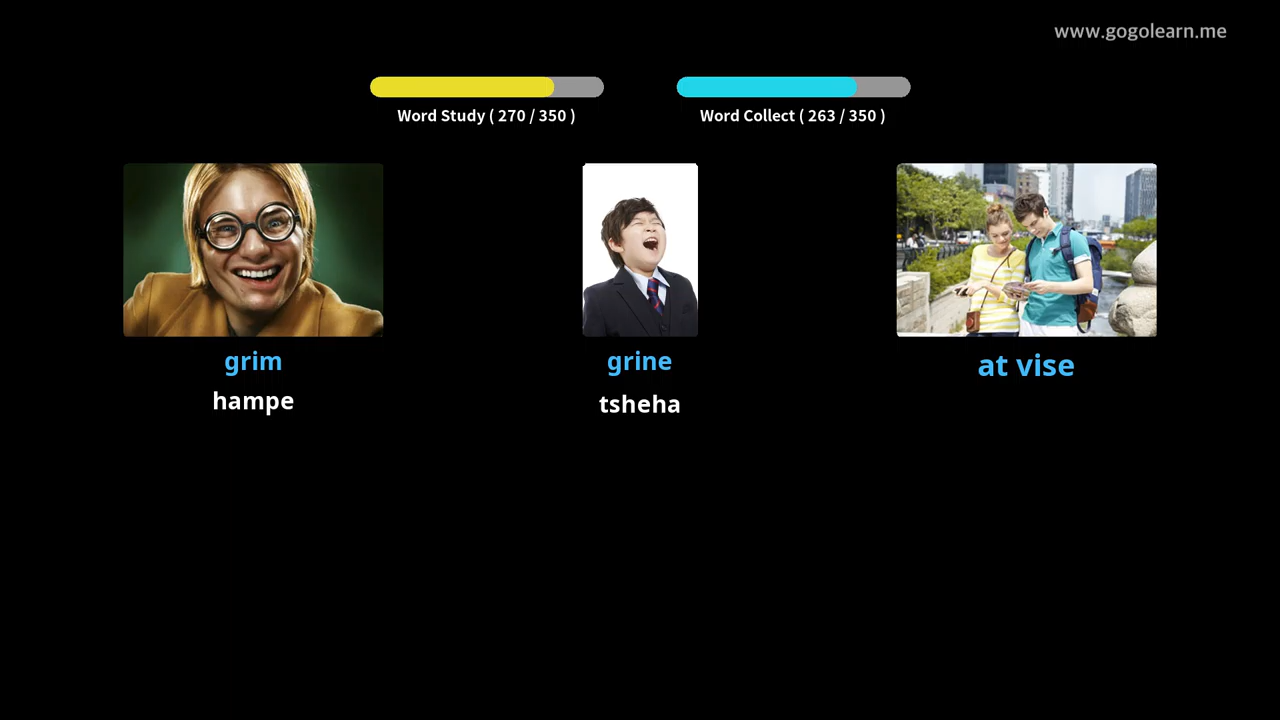 www.gogolearn.me
Word Study ( 270 / 350 )
Word Collect ( 263 / 350 )
grim
hampe
grine
tsheha
at vise